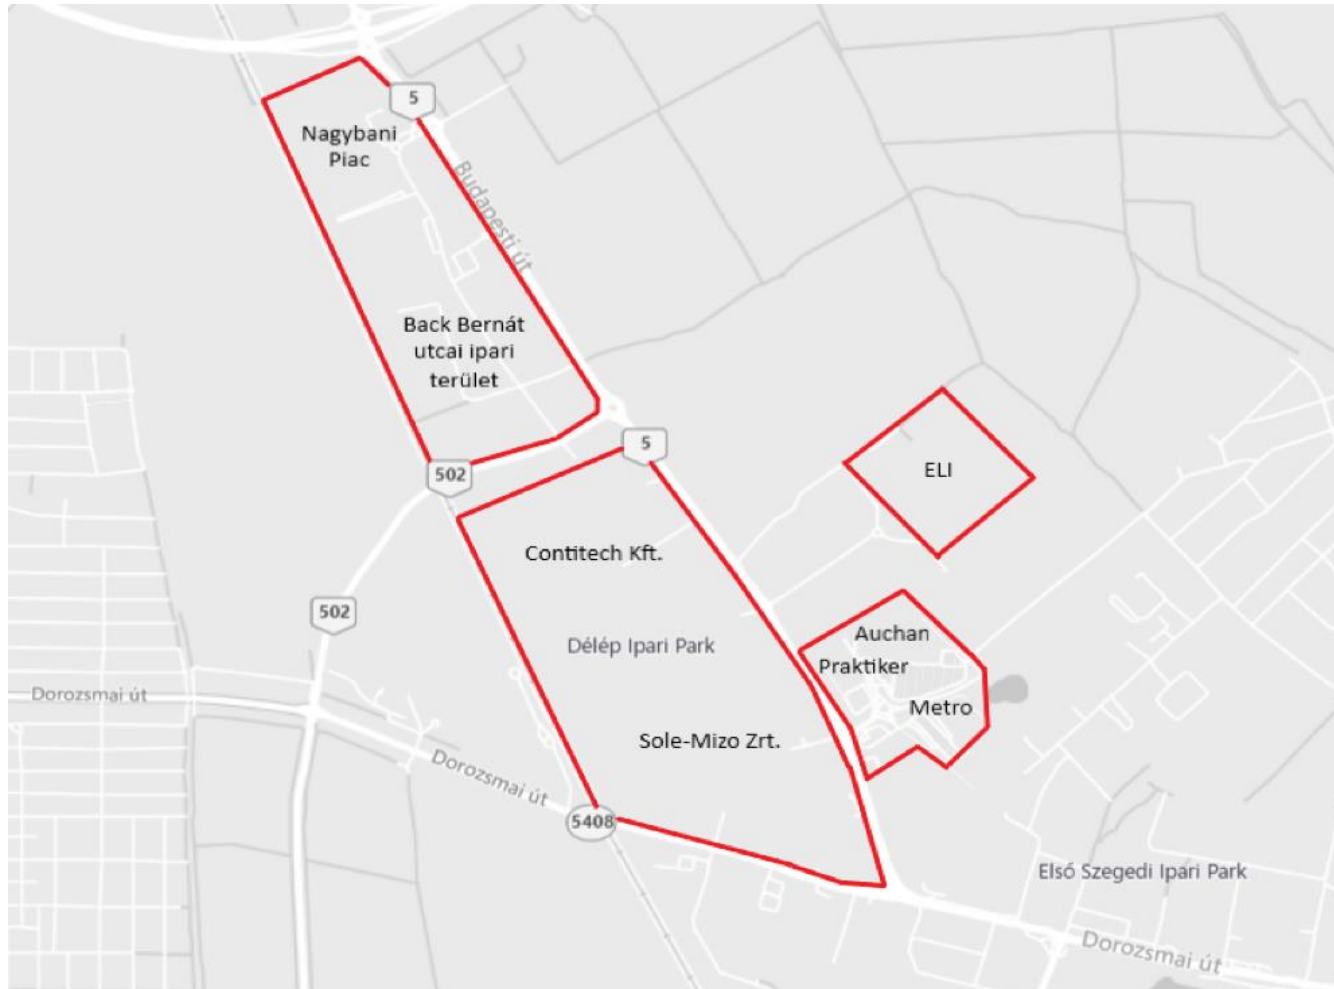 5
Nagybani
Piac
Budapesti út
Back Bernát
utcai ipari
terület
5
502
ELI
Contitech Kft.
502
Auchan
Délép Ipari Park
Praktiker
Dorozsmai út
Metro
Sole-Mizo Zrt.
Dorozsmai út
5408
Első Szegedi Ipari Park
Dorozsmai út